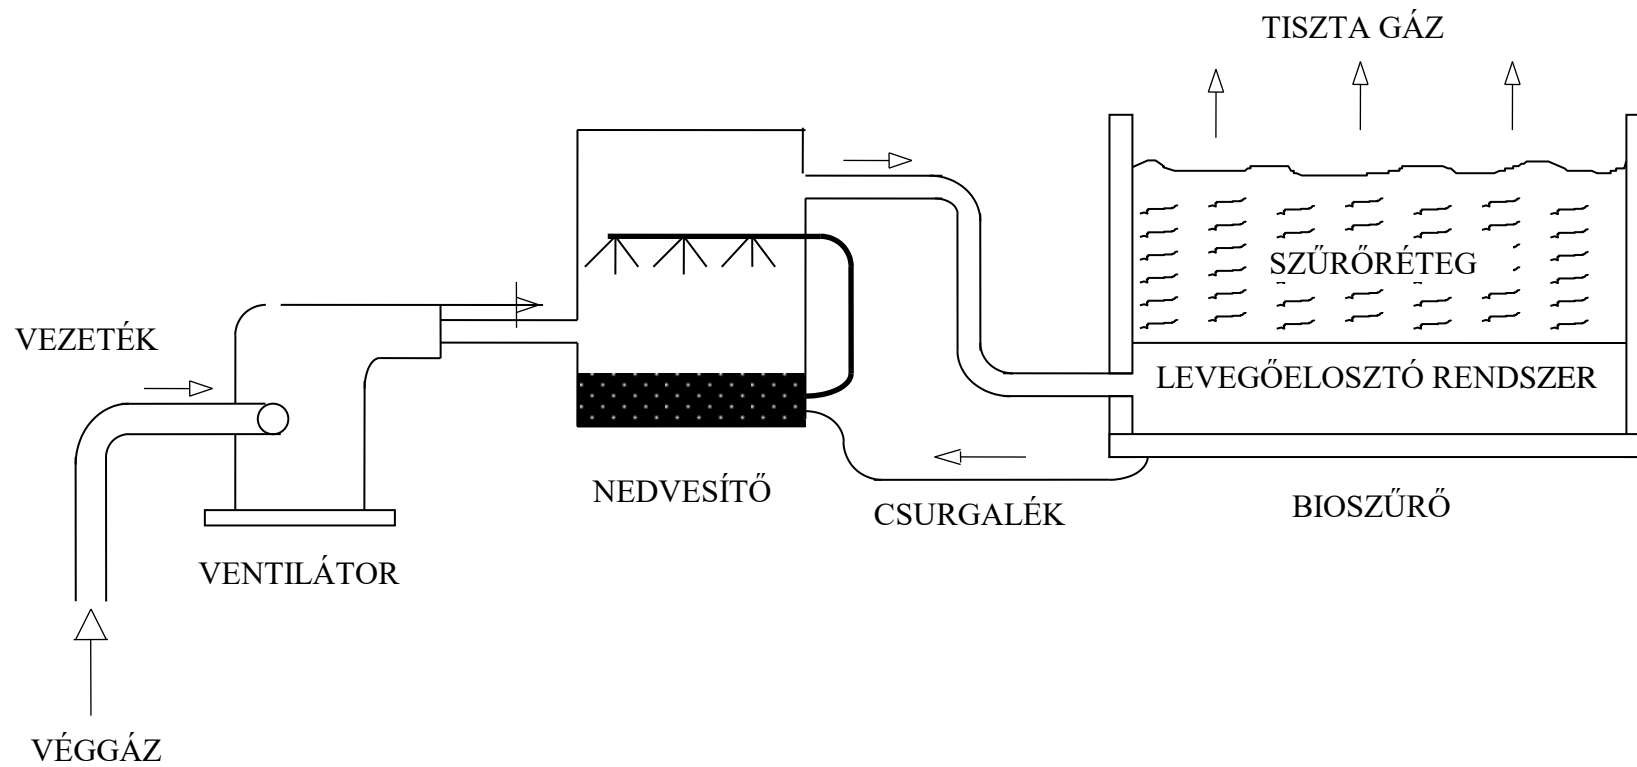 TISZTA GÁZ
SZŰRŐRÉTEG
VEZETÉK
LEVEGŐELOSZTÓ RENDSZER
NEDVESÍTŐ
CSURGALÉK
BIOSZŰRŐ
VENTILÁTOR
VÉGGÁZ